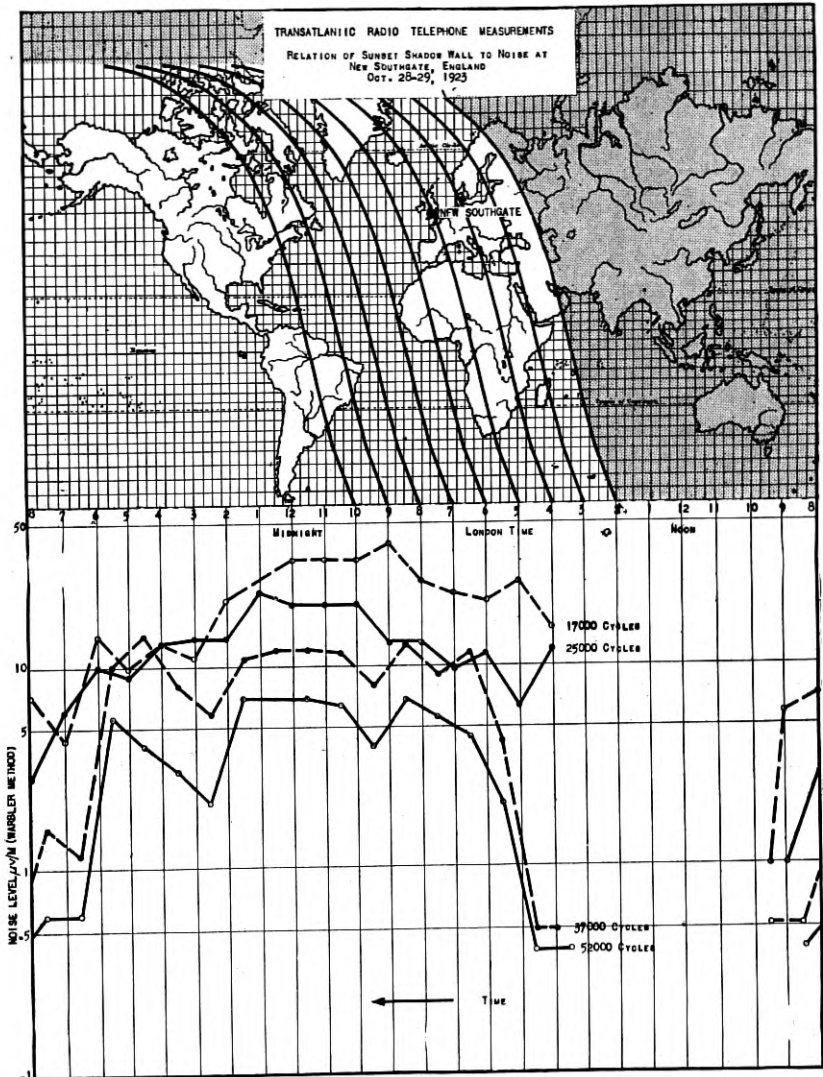 TRANSATLANTIC RADIO TELEPHONE MEASUREMENTS
RELATION OF SUNSET SHADOW WALL TO NOISE AT
NEW SOUTHGATE, ENGLAND
OCT. 28-29, 1923
NEW SOUTHGATE
8 7 6 5 4 3 2 1 12 11 10 9 8 7 6 5 4 3 12 10 9 8
MIDNIGHT LONDON TIME NOON
50
17000 CYCLES
25000 CYCLES
10
5
NOISE LEVEL μV/M (WARBLER METHOD)
1
.5
37000 CYCLES
52000 CYCLES
TIME
.1